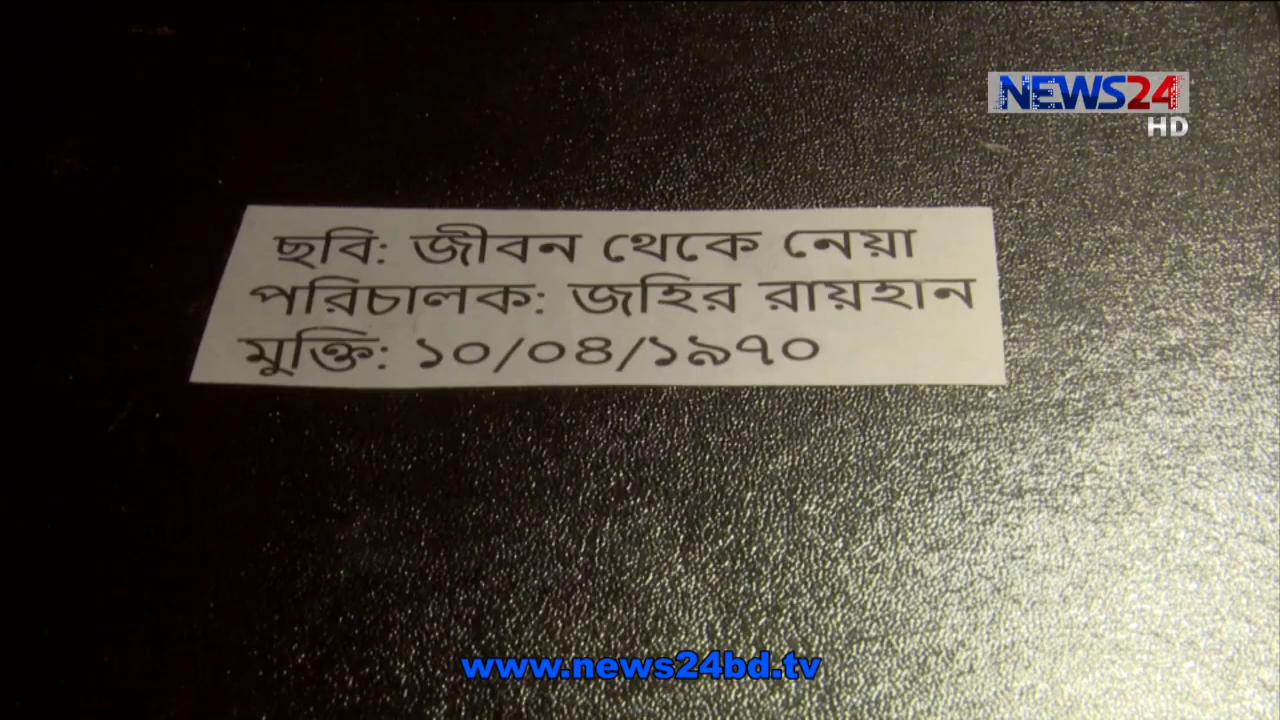 NEWS24
HD
ছবি: জীবন থেকে নেয়া
পরিচালক: জহির রায়হান
মুক্তি: ১০/০৪/১৯৭০
www.news24bd.tv